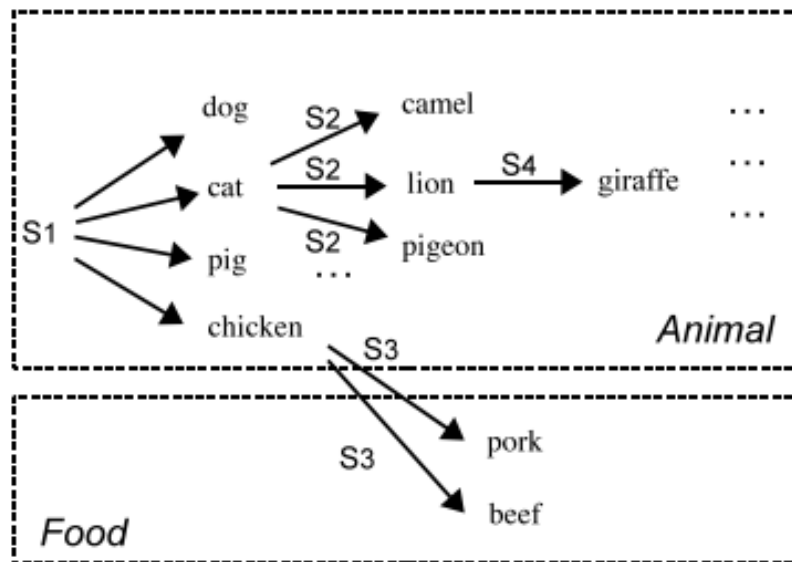 dog
S2
camel
...
S1
cat
S2
lion
S4
giraffe
...
pig
S2
...
pigeon
...
chicken
S3
Animal
S3
pork
beef
Food